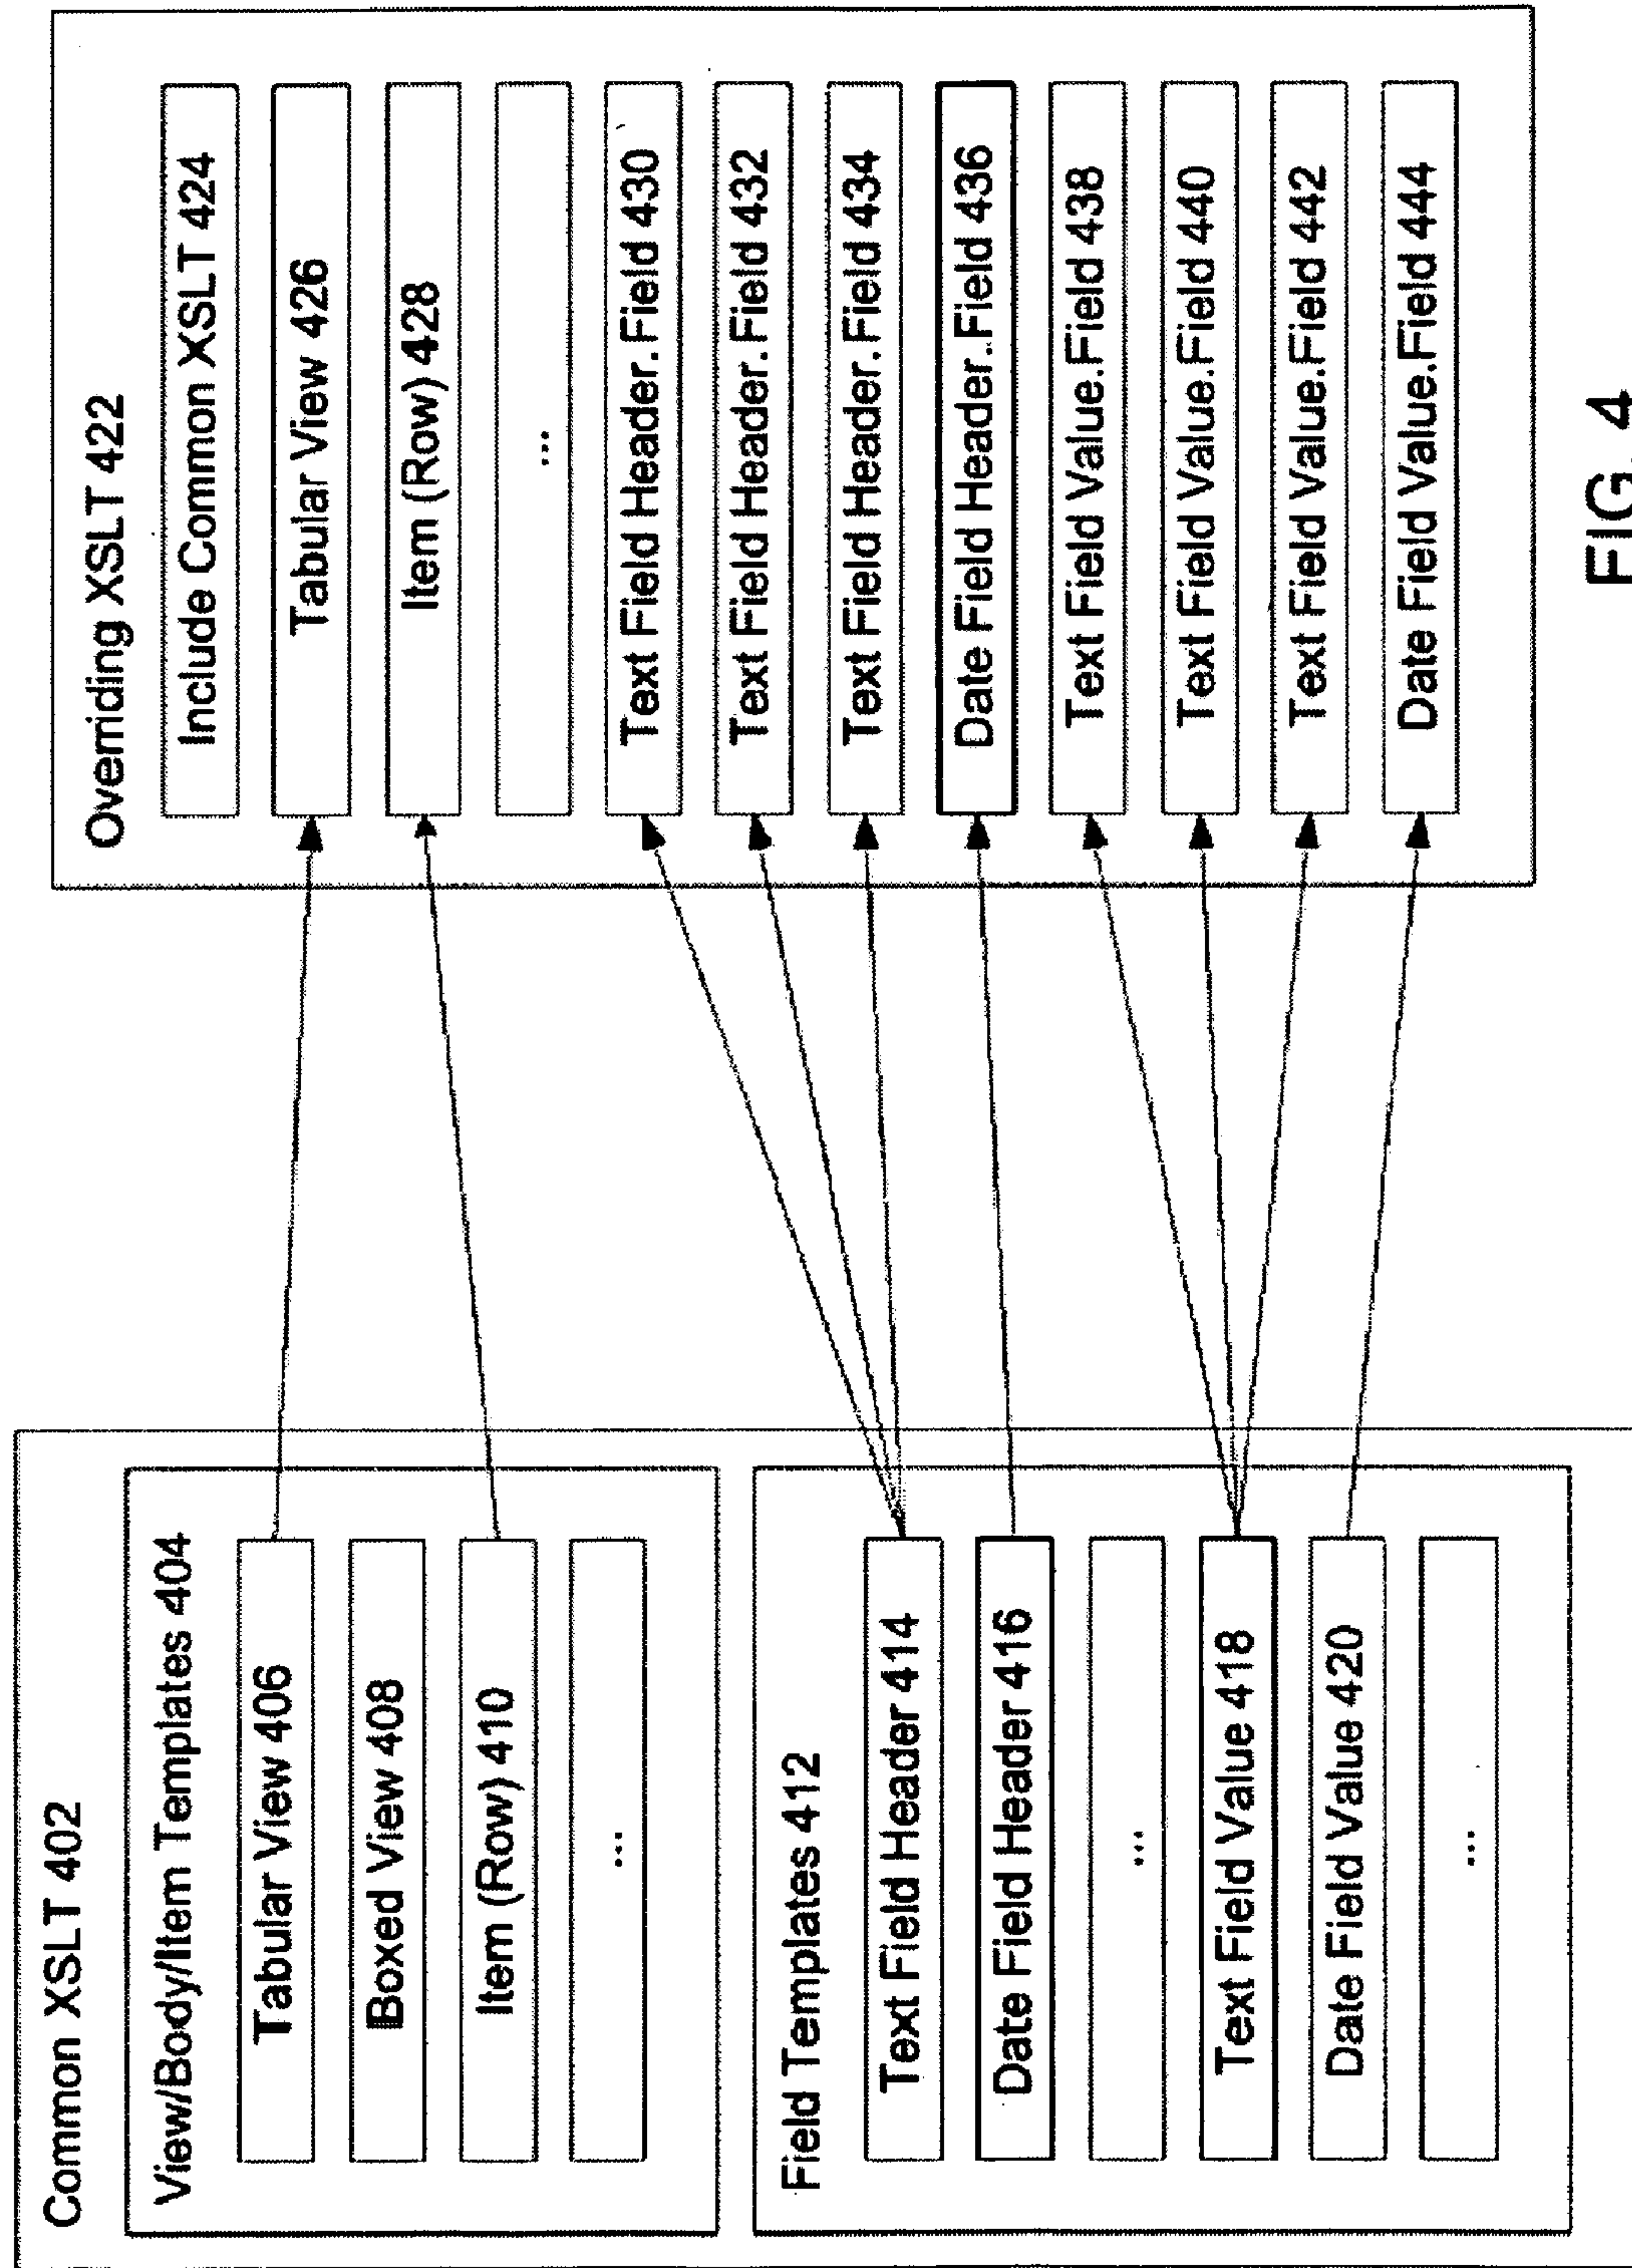 Common XSLT 402
View/Body/Item Templates 404
Tabular View 406
Boxed View 408
Item (Row) 410
...
Field Templates 412
Text Field Header 414
Date Field Header 416
...
Text Field Value 418
Date Field Value 420
...
Overriding XSLT 422
Include Common XSLT 424
Tabular View 426
Item (Row) 428
...
Text Field Header.Field 430
Text Field Header.Field 432
Text Field Header.Field 434
Date Field Header.Field 436
Text Field Value.Field 438
Text Field Value.Field 440
Text Field Value.Field 442
Date Field Value.Field 444
FIG. 4